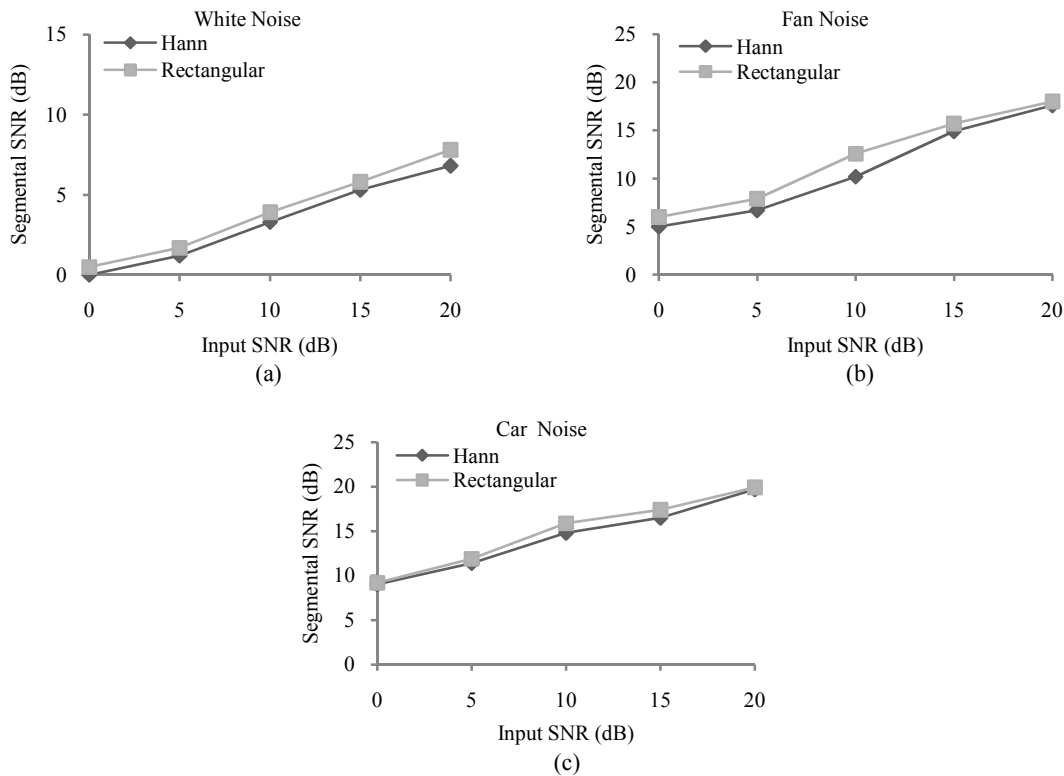 White Noise
Hann
Rectangular
Segmental SNR (dB)
15
10
5
0
0 5 10 15 20
Input SNR (dB)
(a)
Fan Noise
Hann
Rectangular
Segmental SNR (dB)
25
20
15
10
5
0
0 5 10 15 20
Input SNR (dB)
(b)
Car Noise
Hann
Rectangular
Segmental SNR (dB)
25
20
15
10
5
0
0 5 10 15 20
Input SNR (dB)
(c)